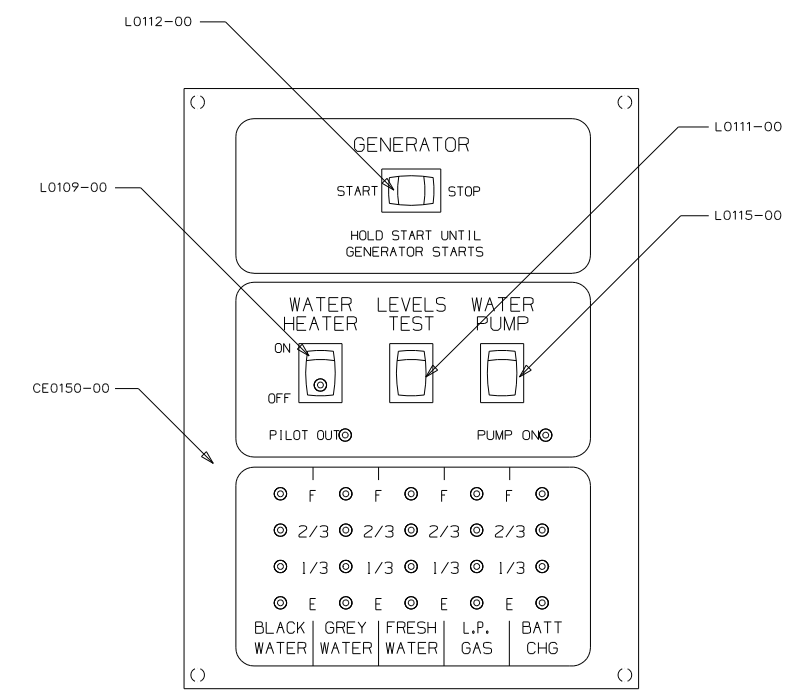 L0112-00
L0111-00
GENERATOR
L0109-00
START STOP
L0115-00
HOLD START UNTIL
GENERATOR STARTS
WATER HEATER
LEVELS TEST
WATER PUMP
ON
OFF
CE0150-00
PILOT OUT
PUMP ON
F F F F
2/3 2/3 2/3 2/3
1/3 1/3 1/3 1/3
E E E E
BLACK GREY FRESH L.P. BATT
WATER WATER WATER GAS CHG